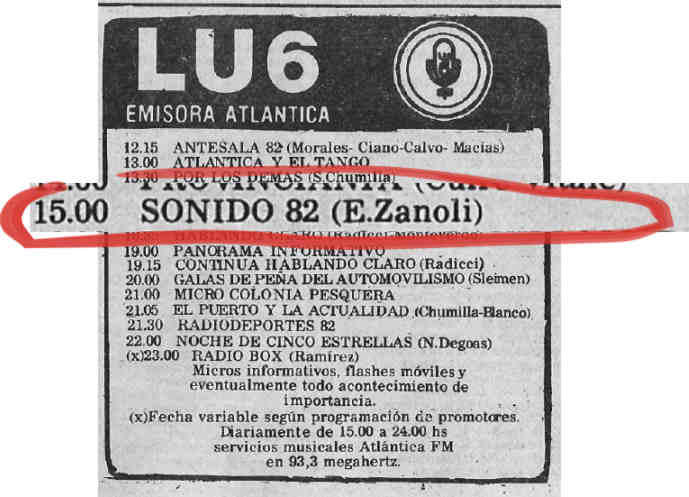 LU6
EMISORA ATLANTICA
12.15 ANTESALA 82 (Morales- Ciano-Calvo- Macias)
13.00 ATLANTICA Y EL TANGO
13.30 POR LOS DEMAS (S.Chumilla)
15.00 SONIDO 82 (E.Zanoli)
HABLANDO CLARO (Radicci-Monteverdo)
19.00 PANORAMA INFORMATIVO
19.15 CONTINUA HABLANDO CLARO (Radicci)
20.00 GALAS DE PEÑA DEL AUTOMOVILISMO (Sleimen)
21.00 MICRO COLONIA PESQUERA
21.05 EL PUERTO Y LA ACTUALIDAD (Chumilla-Blanco)
21.30 RADIODEPORTES 82
22.00 NOCHE DE CINCO ESTRELLAS (N.Degoas)
(x)23.00 RADIO BOX (Ramírez)
Micros informativos, flashes móviles y
eventualmente todo acontecimiento de
importancia.
(x)Fecha variable según programación de promotores.
Diariamente de 15.00 a 24.00 hs
servicios musicales Atlántica FM
en 93,3 megahertz.